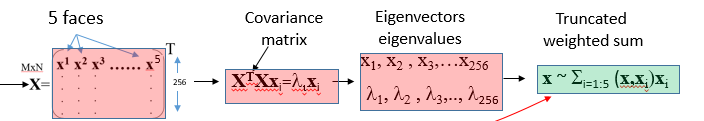 5 faces
Covariance
matrix
Eigenvectors
eigenvalues
Truncated
weighted sum
MxN
X=
x¹ x² x³ …… x⁵
T
256
XᵀXxᵢ=λᵢxᵢ
x₁, x₂ , x₃,…x₂₅₆
λ₁, λ₂ , λ₃,.., λ₂₅₆
x ~ Σᵢ₌₁:₅ (x,xᵢ)xᵢ